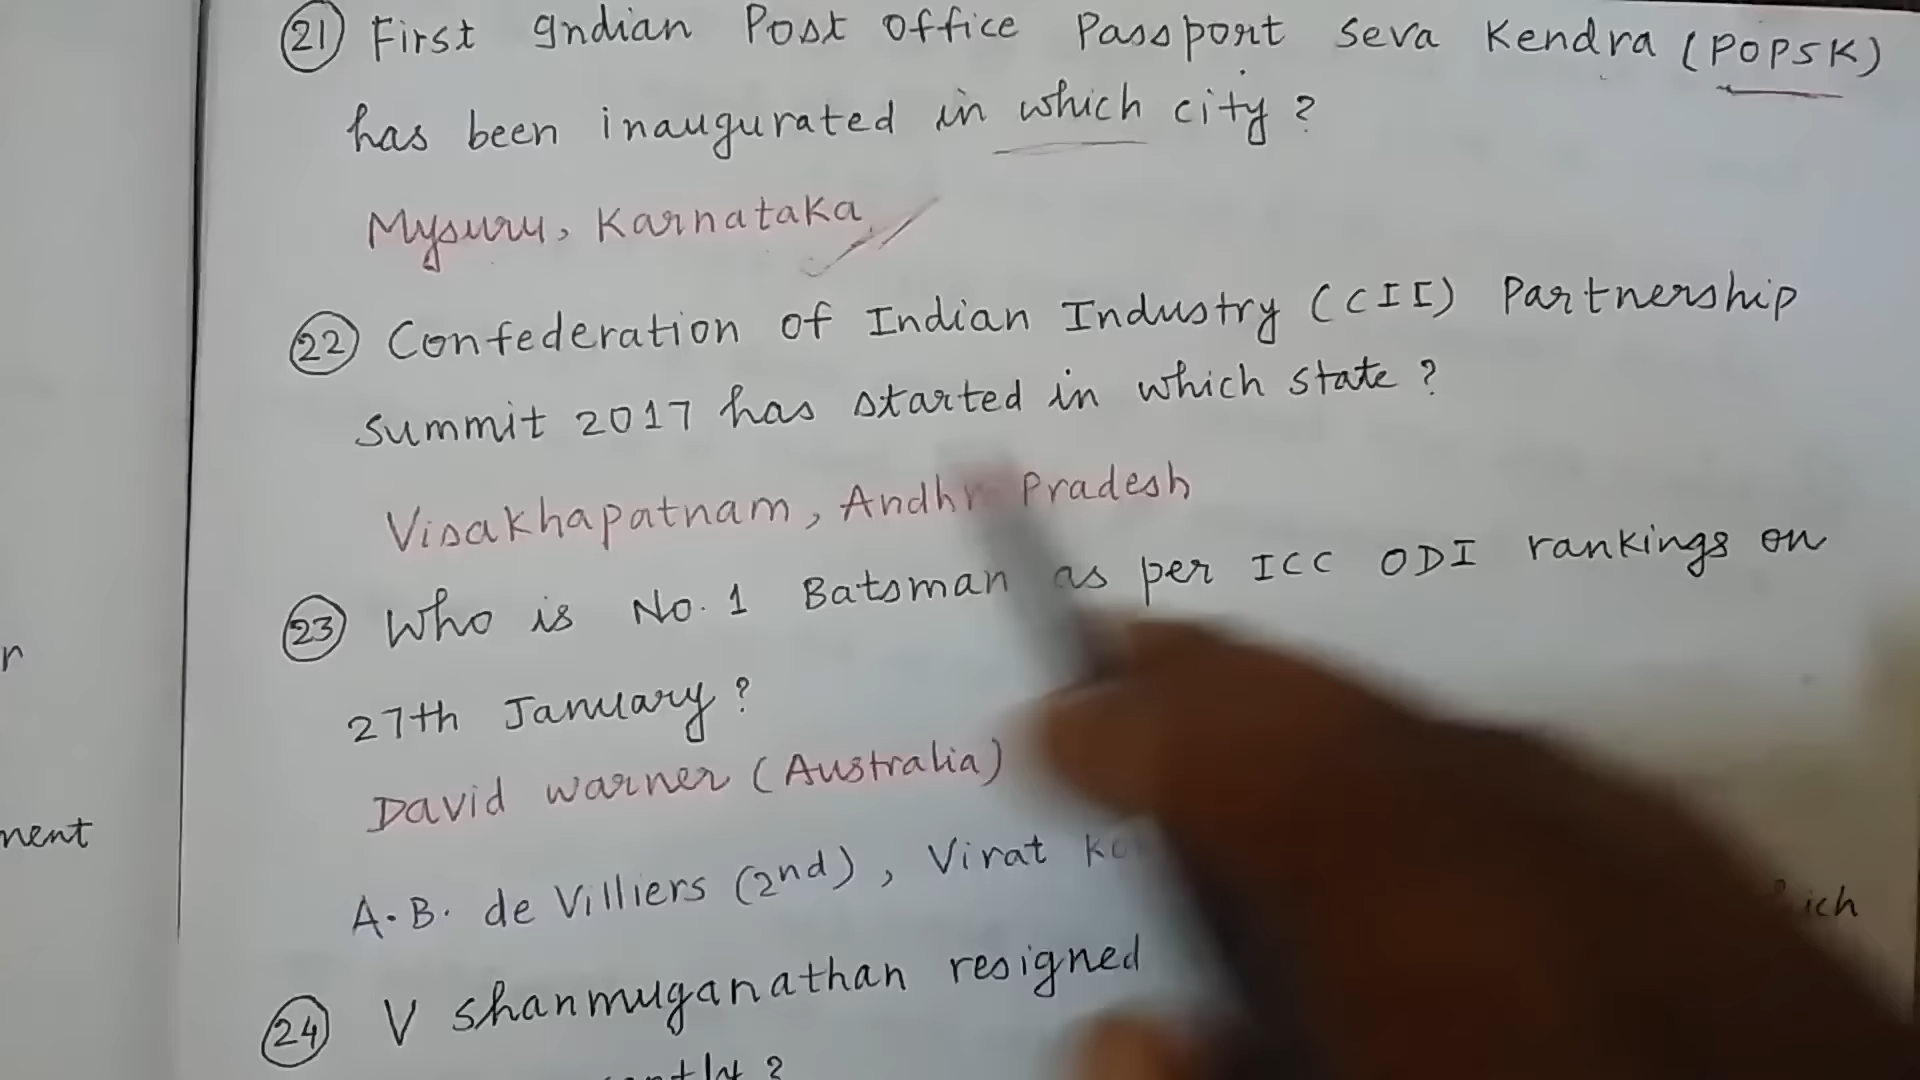 21 First Indian Post Office Passport Seva Kendra (POPSK)
has been inaugurated in which city?
Mysuru, Karnataka
22 Confederation of Indian Industry (CII) Partnership
Summit 2017 has started in which state?
Visakhapatnam, Andhr Pradesh
23 Who is No. 1 Batsman as per ICC ODI rankings on
27th January?
David Warner (Australia)
A.B. de Villiers (2nd), Virat
24 V Shanmuganathan resigned
r
nent